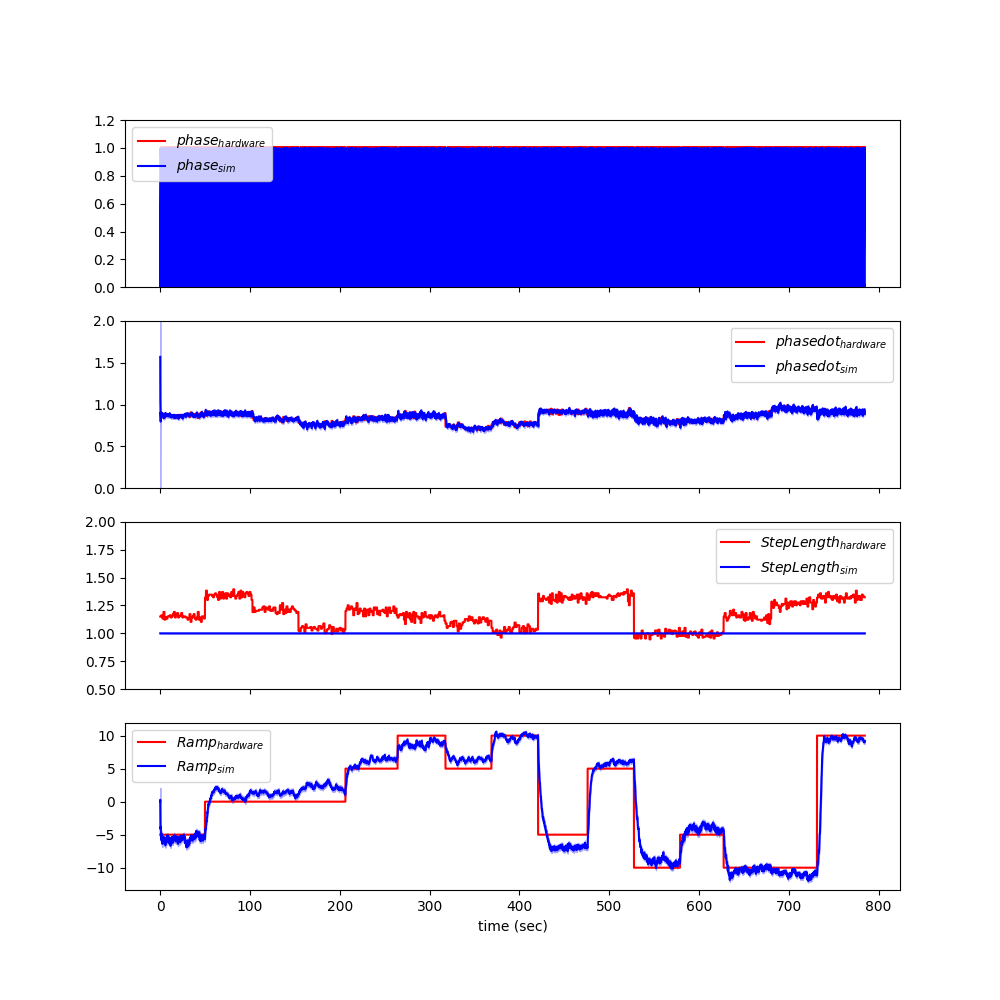 1.2
1.0
0.8
0.6
0.4
0.2
0.0
phase_hardware
phase_sim
2.0
1.5
1.0
0.5
0.0
phasedot_hardware
phasedot_sim
2.00
1.75
1.50
1.25
1.00
0.75
0.50
StepLength_hardware
StepLength_sim
10
5
0
−5
−10
Ramp_hardware
Ramp_sim
0 100 200 300 400 500 600 700 800
time (sec)